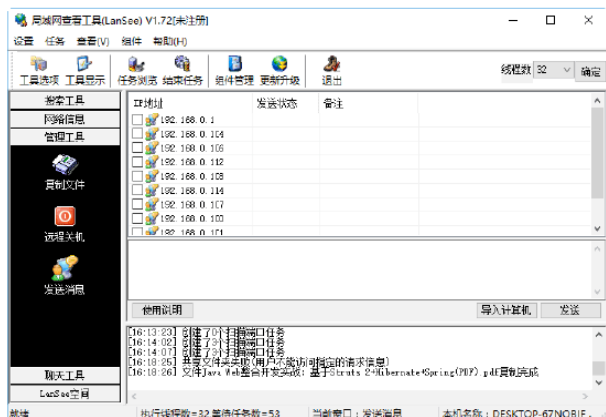 局域网查看工具(LanSee) V1.72[未注册]
设置 任务 查看(V) 组件 帮助(H)
工具选项 工具显示 任务浏览 结束任务 组件管理 更新升级 退出 线程数 32 确定
搜索工具
网络信息
管理工具
复制文件
远程关机
发送消息
聊天工具
LanSee空间
IP地址 发送状态 备注
192.168.0.1
192.168.0.104
192.168.0.106
192.168.0.112
192.168.0.108
192.168.0.114
192.168.0.107
192.168.0.100
192.168.0.101
使用说明 导入计算机 发送
[16:13:23] 创建了0个扫描端口任务
[16:14:02] 创建了3个扫描端口任务
[16:14:07] 创建了3个扫描端口任务
[16:18:25] 共享文件夹失败(用户不能访问指定的请求信息)
[16:18:26] 文件Java Web整合开发实战: 基于Struts 2+Hibernate+Spring(PDF).pdf复制完成
就绪 执行线程数=32 等待任务数=53 当前窗口：发送消息 本机名称：DESKTOP-67NOBIF，